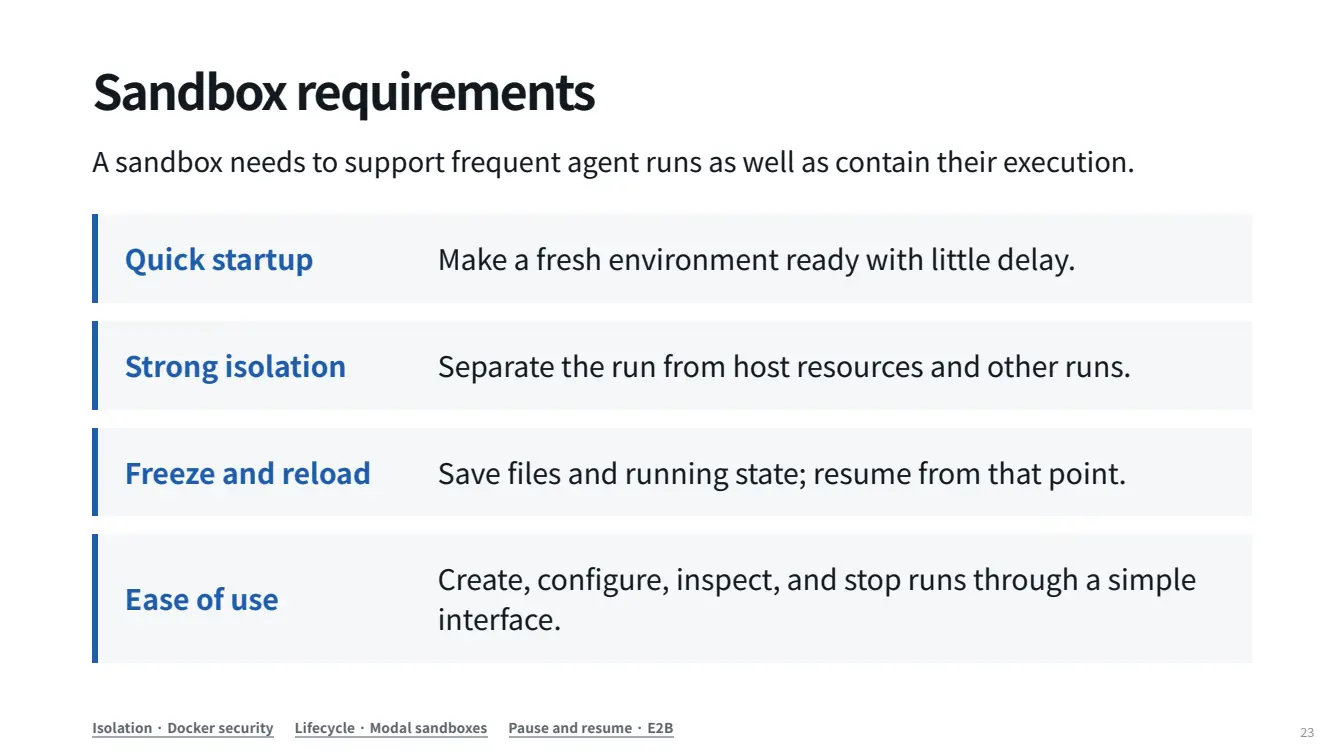 Sandbox requirements
A sandbox needs to support frequent agent runs as well as contain their execution.
Quick startup
Make a fresh environment ready with little delay.
Strong isolation
Separate the run from host resources and other runs.
Freeze and reload
Save files and running state; resume from that point.
Ease of use
Create, configure, inspect, and stop runs through a simple
interface.
Isolation · Docker security
Lifecycle · Modal sandboxes
Pause and resume · E2B
23